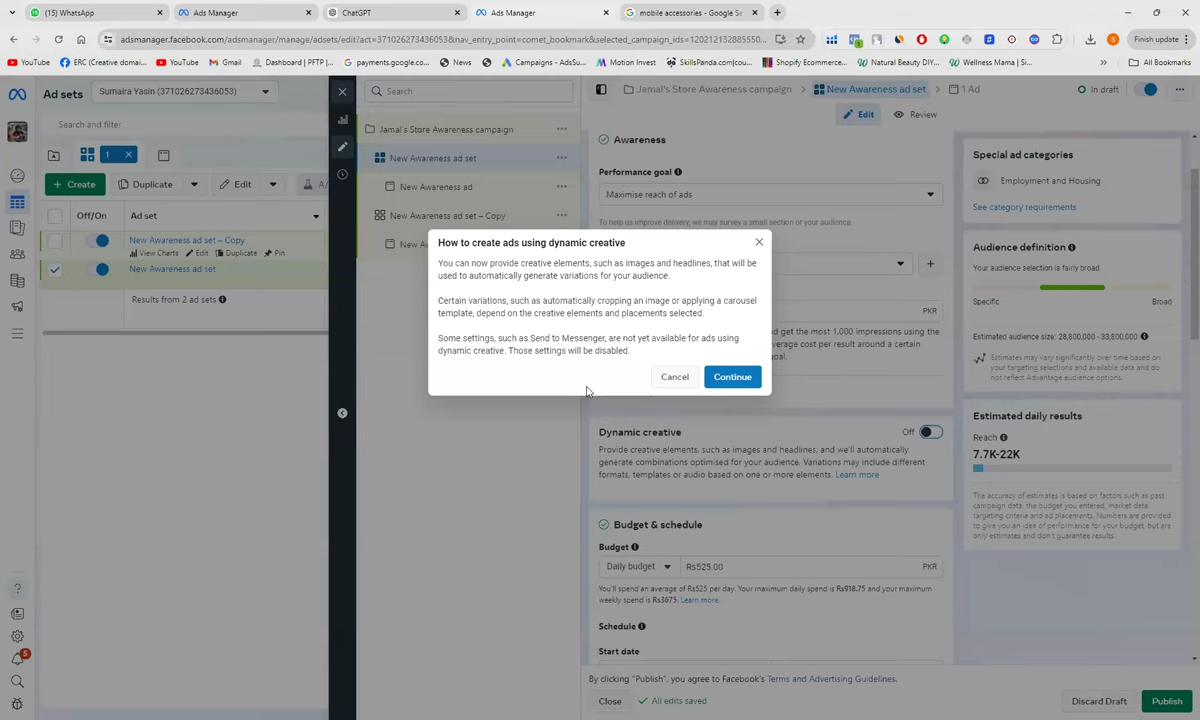 (15) WhatsApp
Ads Manager
ChatGPT
Ads Manager
mobile accessories - Google Se
adsmanager.facebook.com/adsmanager/manage/adsets/edit?act=371026273436053&nav_entry_point=comet_bookmark&selected_campaign_ids=120212132885550...
Finish update
YouTube
ERC (Creative domai...
YouTube
Gmail
Dashboard | PFTP |...
payments.google.co...
News
Campaigns - AdsSu...
Motion Invest
SkillsPanda.com|cou...
Shopify Ecommerce...
Natural Beauty DIY...
Wellness Mama | Si...
All Bookmarks
Ad sets
Sumaira Yasin (371026273436053)
Search and filter
1
Create
Duplicate
Edit
A/
Off/On
Ad set
New Awareness ad set – Copy
View Charts
Edit
Duplicate
Pin
New Awareness ad set
Results from 2 ad sets
5
Search
Jamal's Store Awareness campaign
New Awareness ad set
New Awareness ad
New Awareness ad set – Copy
New Aw
Jamal's Store Awareness campaign
New Awareness ad set
1 Ad
In draft
Edit
Review
Awareness
Performance goal
Maximise reach of ads
To help us improve delivery, we may survey a small section of your audience.
PKR
nd get the most 1,000 impressions using the
verage cost per result around a certain
goal.
How to create ads using dynamic creative
You can now provide creative elements, such as images and headlines, that will be
used to automatically generate variations for your audience.
Certain variations, such as automatically cropping an image or applying a carousel
template, depend on the creative elements and placements selected.
Some settings, such as Send to Messenger, are not yet available for ads using
dynamic creative. Those settings will be disabled.
Cancel
Continue
Dynamic creative
Off
Provide creative elements, such as images and headlines, and we'll automatically
generate combinations optimised for your audience. Variations may include different
formats, templates or audio based on one or more elements. Learn more
Budget & schedule
Budget
Daily budget
Rs525.00
PKR
You'll spend an average of Rs525 per day. Your maximum daily spend is Rs918.75 and your maximum
weekly spend is Rs3675. Learn more.
Schedule
Start date
Special ad categories
Employment and Housing
See category requirements
Audience definition
Your audience selection is fairly broad.
Specific
Broad
Estimated audience size: 28,800,000 - 33,800,000
Estimates may vary significantly over time based on
your targeting selections and available data and do
not reflect Advantage audience options.
Estimated daily results
Reach
7.7K-22K
The accuracy of estimates is based on factors such as past
campaign data, the budget you entered, market data,
targeting criteria and ad placements. Numbers are provided
to give you an idea of performance for your budget, but are
only estimates and don't guarantee results.
By clicking "Publish", you agree to Facebook's Terms and Advertising Guidelines.
Close
All edits saved
Discard Draft
Publish